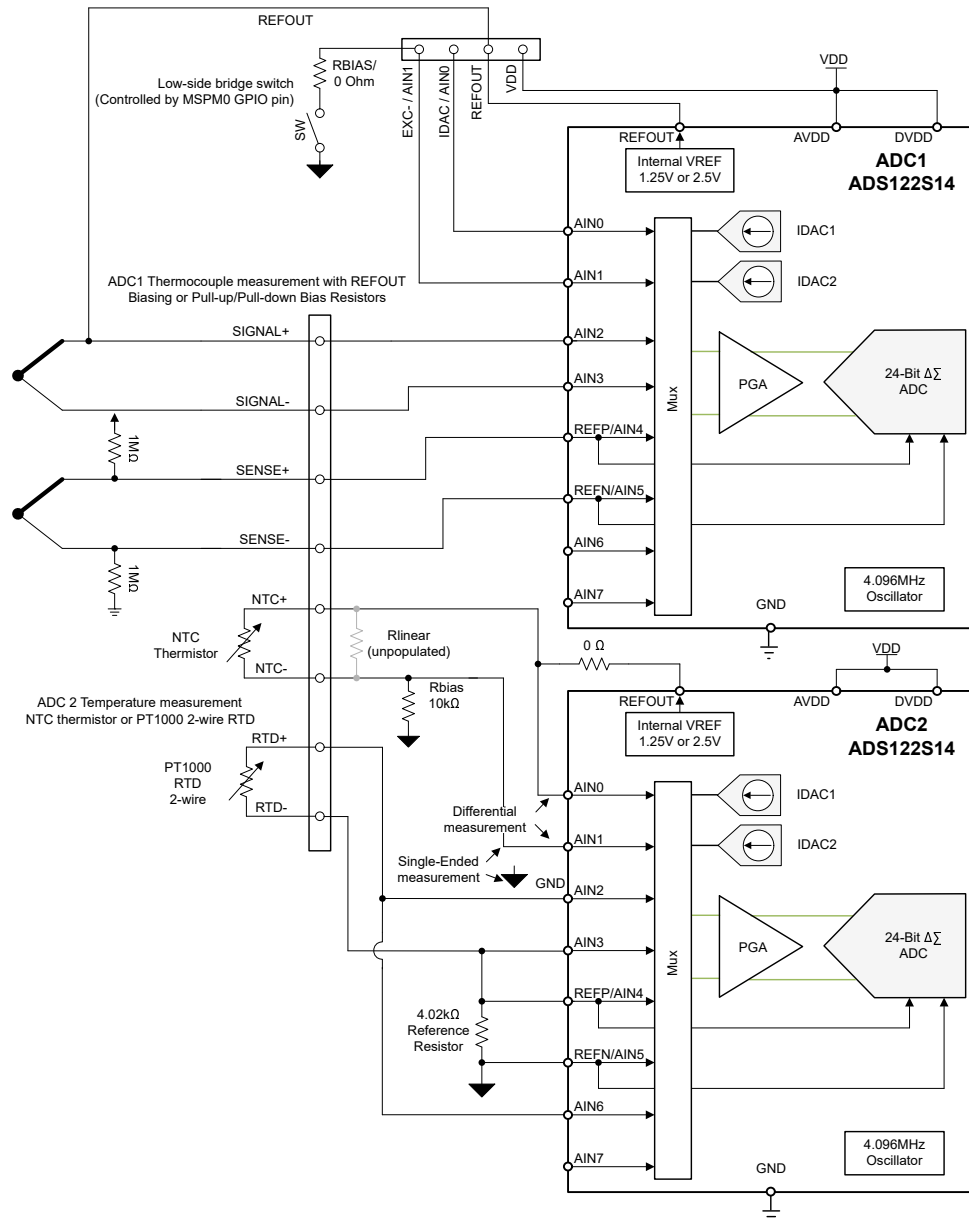 REFOUT
RBIAS/
0 Ohm
Low-side bridge switch
(Controlled by MSPM0 GPIO pin)
SW
EXC- / AIN1
IDAC / AIN0
REFOUT
VDD
VDD
REFOUT
AVDD
DVDD
Internal VREF
1.25V or 2.5V
ADC1
ADS122S14
AIN0
IDAC1
AIN1
IDAC2
ADC1 Thermocouple measurement with REFOUT
Biasing or Pull-up/Pull-down Bias Resistors
SIGNAL+
AIN2
SIGNAL-
AIN3
Mux
PGA
24-Bit ΔΣ
ADC
1MΩ
SENSE+
REFP/AIN4
SENSE-
REFN/AIN5
1MΩ
AIN6
AIN7
4.096MHz
Oscillator
GND
NTC+
NTC
Thermistor
NTC-
Rlinear
(unpopulated)
0 Ω
Rbias
10kΩ
VDD
REFOUT
AVDD
DVDD
ADC 2 Temperature measurement
NTC thermistor or PT1000 2-wire RTD
Internal VREF
1.25V or 2.5V
ADC2
ADS122S14
RTD+
PT1000
RTD
2-wire
RTD-
Differential
measurement
AIN0
IDAC1
AIN1
IDAC2
Single-Ended
measurement
GND
AIN2
AIN3
Mux
PGA
24-Bit ΔΣ
ADC
REFP/AIN4
4.02kΩ
Reference
Resistor
REFN/AIN5
AIN6
AIN7
4.096MHz
Oscillator
GND